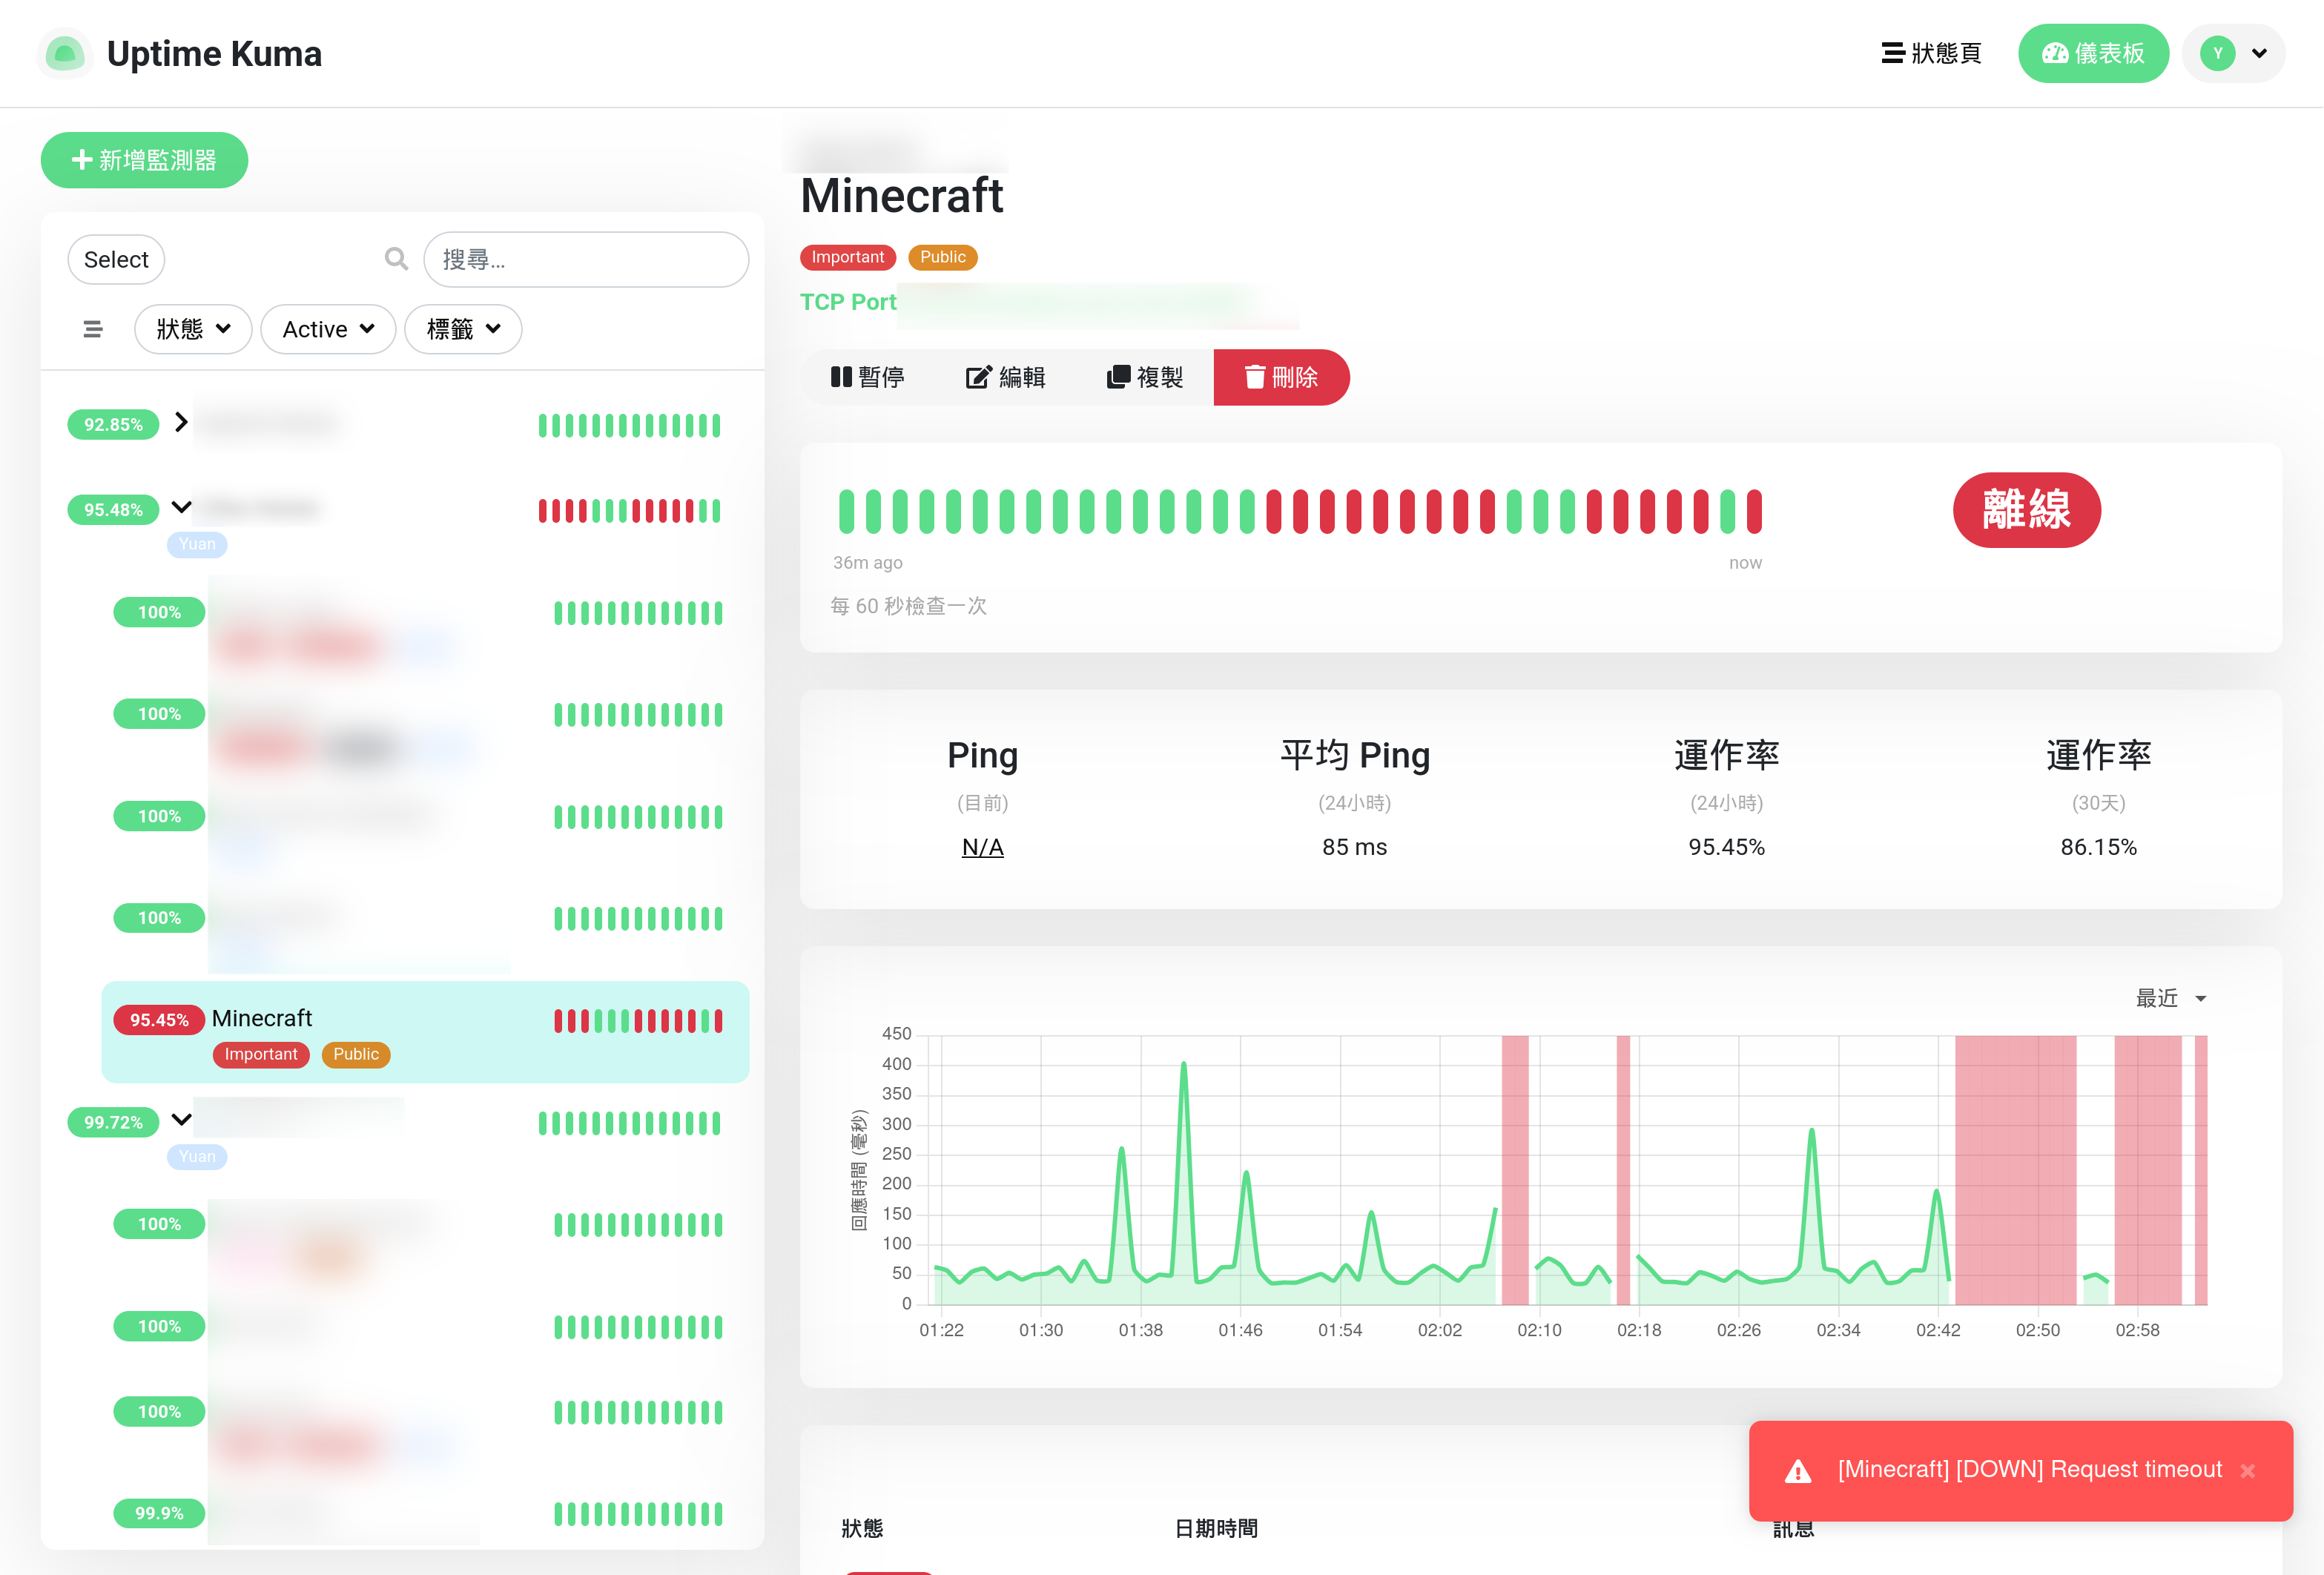 Uptime Kuma
狀態頁
儀表板
Y
新增監測器
Select
搜尋...
狀態
Active
標籤
92.85%
95.48%
Yuan
100%
100%
100%
100%
95.45% Minecraft
Important Public
99.72%
Yuan
100%
100%
100%
99.9%
Minecraft
Important Public
TCP Port
暫停 編輯 複製 刪除
離線
36m ago now
每 60 秒檢查一次
Ping 平均 Ping 運作率 運作率
(目前) (24小時) (24小時) (30天)
N/A 85 ms 95.45% 86.15%
最近
回應時間 (毫秒)
450
400
350
300
250
200
150
100
50
0
01:22 01:30 01:38 01:46 01:54 02:02 02:10 02:18 02:26 02:34 02:42 02:50 02:58
[Minecraft] [DOWN] Request timeout
狀態 日期時間 訊息